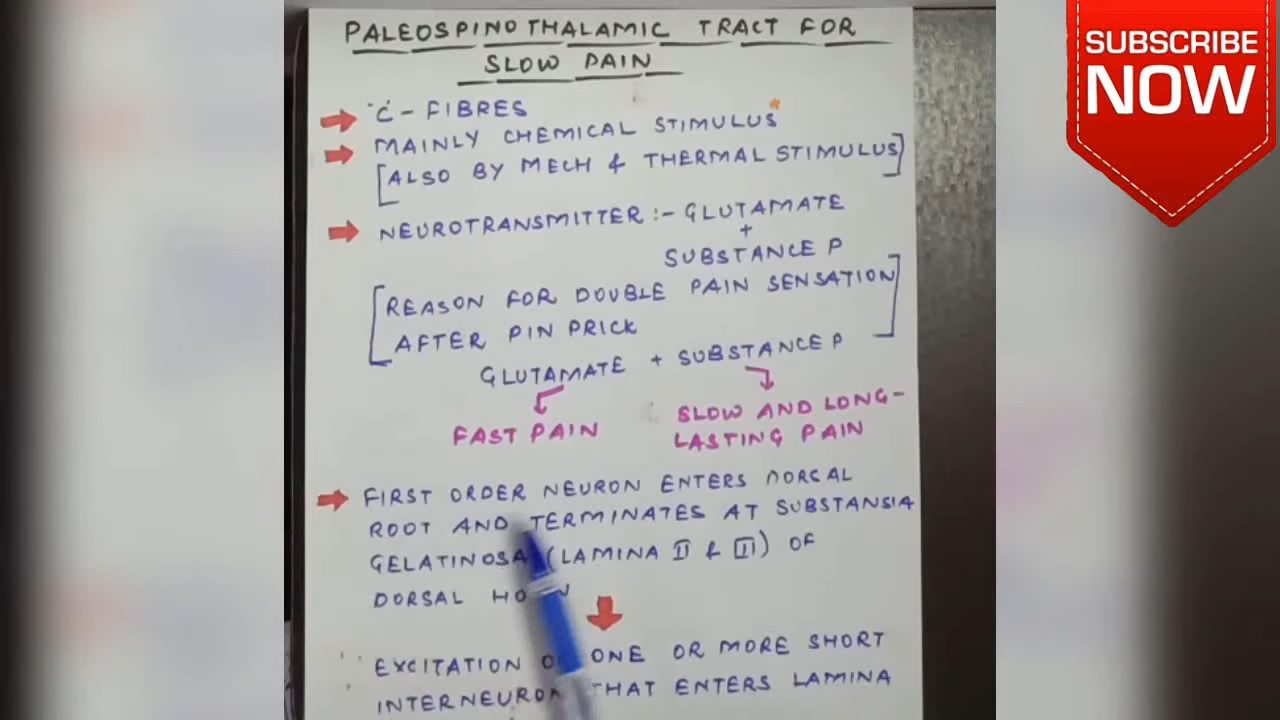 PALEOSPINOTHALAMIC TRACT FOR
SLOW PAIN
"C" - FIBRES
MAINLY CHEMICAL STIMULUS*
[ALSO BY MECH & THERMAL STIMULUS]
NEUROTRANSMITTER :- GLUTAMATE
+
SUBSTANCE P
[REASON FOR DOUBLE PAIN SENSATION
AFTER PIN PRICK]
GLUTAMATE + SUBSTANCE P
FAST PAIN
SLOW AND LONG-
LASTING PAIN
FIRST ORDER NEURON ENTERS DORCAL
ROOT AND TERMINATES AT SUBSTANSIA
GELATINOSA (LAMINA II & III) OF
DORSAL
EXCITATION ONE OR MORE SHORT
INTERNEURON THAT ENTERS LAMINA
SUBSCRIBE
NOW